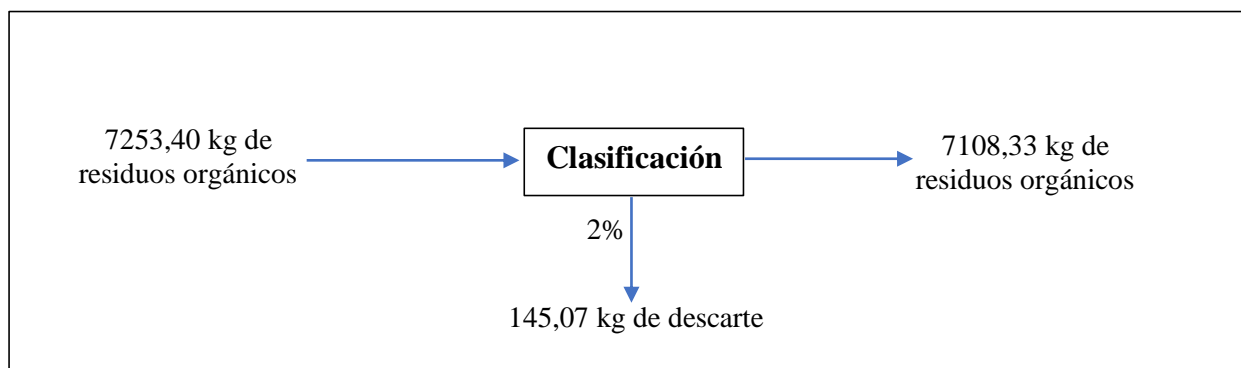 7253,40 kg de
residuos orgánicos
Clasificación
7108,33 kg de
residuos orgánicos
2%
145,07 kg de descarte